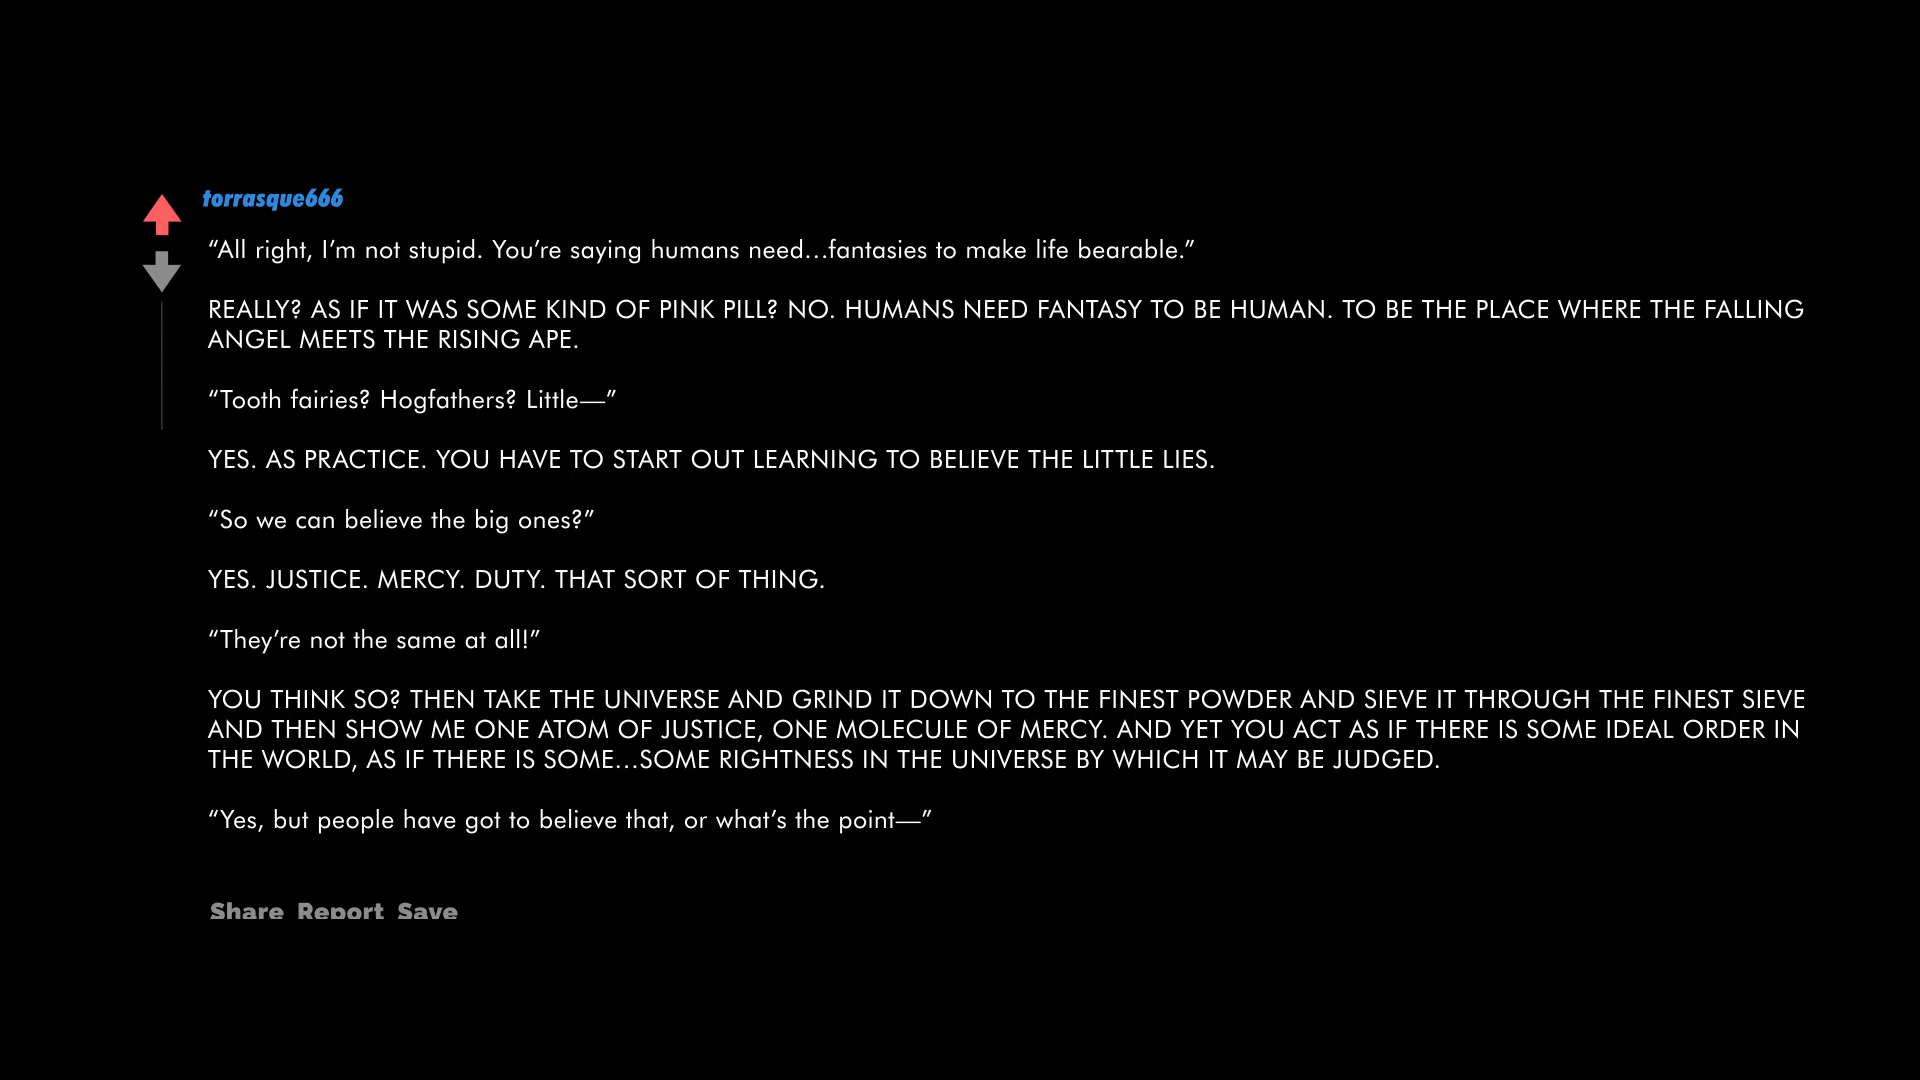 torrasque666
“All right, I’m not stupid. You’re saying humans need…fantasies to make life bearable.”
REALLY? AS IF IT WAS SOME KIND OF PINK PILL? NO. HUMANS NEED FANTASY TO BE HUMAN. TO BE THE PLACE WHERE THE FALLING
ANGEL MEETS THE RISING APE.
“Tooth fairies? Hogfathers? Little—”
YES. AS PRACTICE. YOU HAVE TO START OUT LEARNING TO BELIEVE THE LITTLE LIES.
“So we can believe the big ones?”
YES. JUSTICE. MERCY. DUTY. THAT SORT OF THING.
“They’re not the same at all!”
YOU THINK SO? THEN TAKE THE UNIVERSE AND GRIND IT DOWN TO THE FINEST POWDER AND SIEVE IT THROUGH THE FINEST SIEVE
AND THEN SHOW ME ONE ATOM OF JUSTICE, ONE MOLECULE OF MERCY. AND YET YOU ACT AS IF THERE IS SOME IDEAL ORDER IN
THE WORLD, AS IF THERE IS SOME…SOME RIGHTNESS IN THE UNIVERSE BY WHICH IT MAY BE JUDGED.
“Yes, but people have got to believe that, or what’s the point—”
Share Report Save